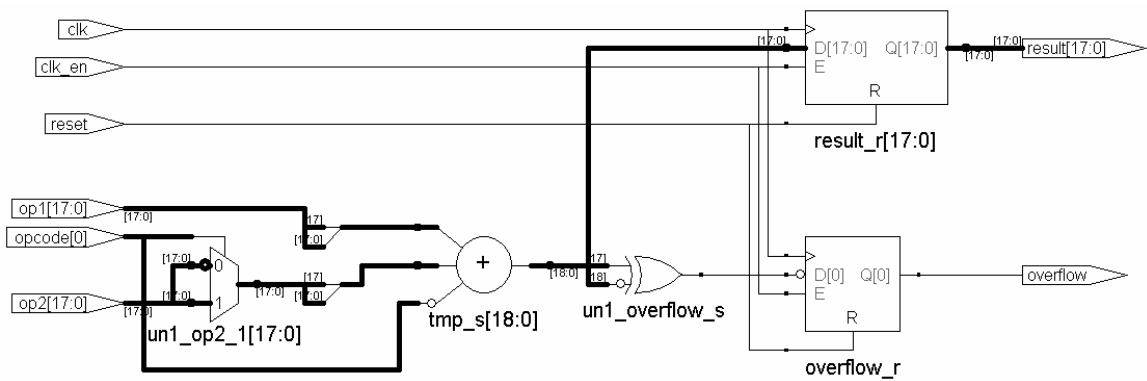 clk
clk_en
reset
[17:0]
D[17:0] Q[17:0]
E
R
[17:0]
[17:0]
result[17:0]
result_r[17:0]
op1[17:0]
[17:0]
opcode[0]
op2[17:0]
[17:0]
[17:0]
[17:0]
0
1
[17:0]
un1_op2_1[17:0]
[17]
[17:0]
[17]
[17:0]
+
tmp_s[18:0]
[18:0]
[17]
[18]
un1_overflow_s
D[0] Q[0]
E
R
overflow
overflow_r